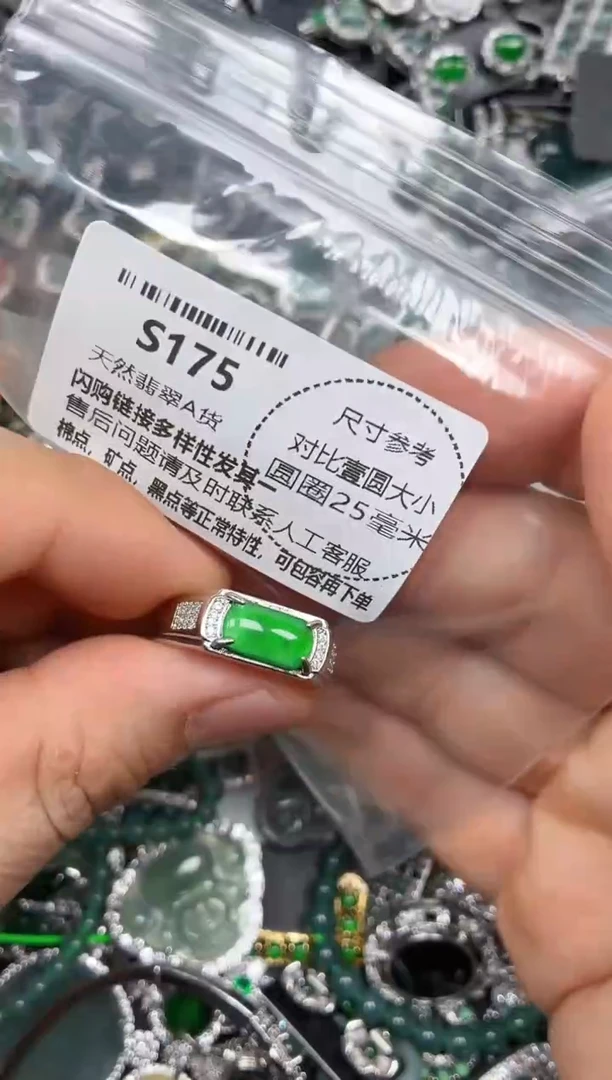 S175
天然翡翠A货
闪购链接多样性发其一
售后问题请及时联系人工客服
棉点，矿点，黑点等正常特性，可包容再下单
尺寸参考
对比壹圆大小
圆圈25毫米